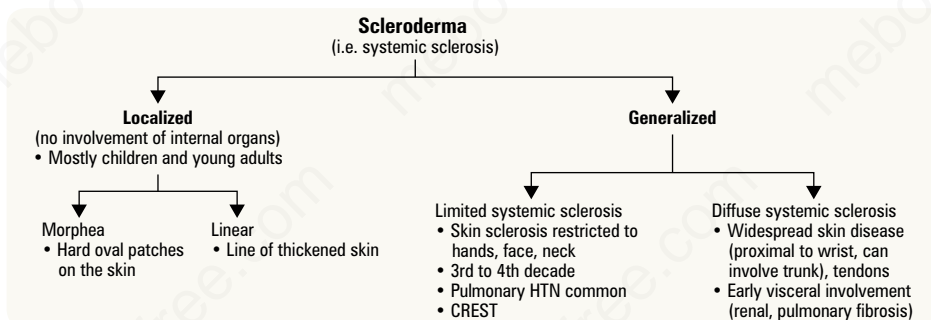 Scleroderma
(i.e. systemic sclerosis)
Localized
(no involvement of internal organs)
• Mostly children and young adults
Morphea
• Hard oval patches
on the skin
Linear
• Line of thickened skin
Generalized
Limited systemic sclerosis
• Skin sclerosis restricted to
hands, face, neck
• 3rd to 4th decade
• Pulmonary HTN common
• CREST
Diffuse systemic sclerosis
• Widespread skin disease
(proximal to wrist, can
involve trunk), tendons
• Early visceral involvement
(renal, pulmonary fibrosis)